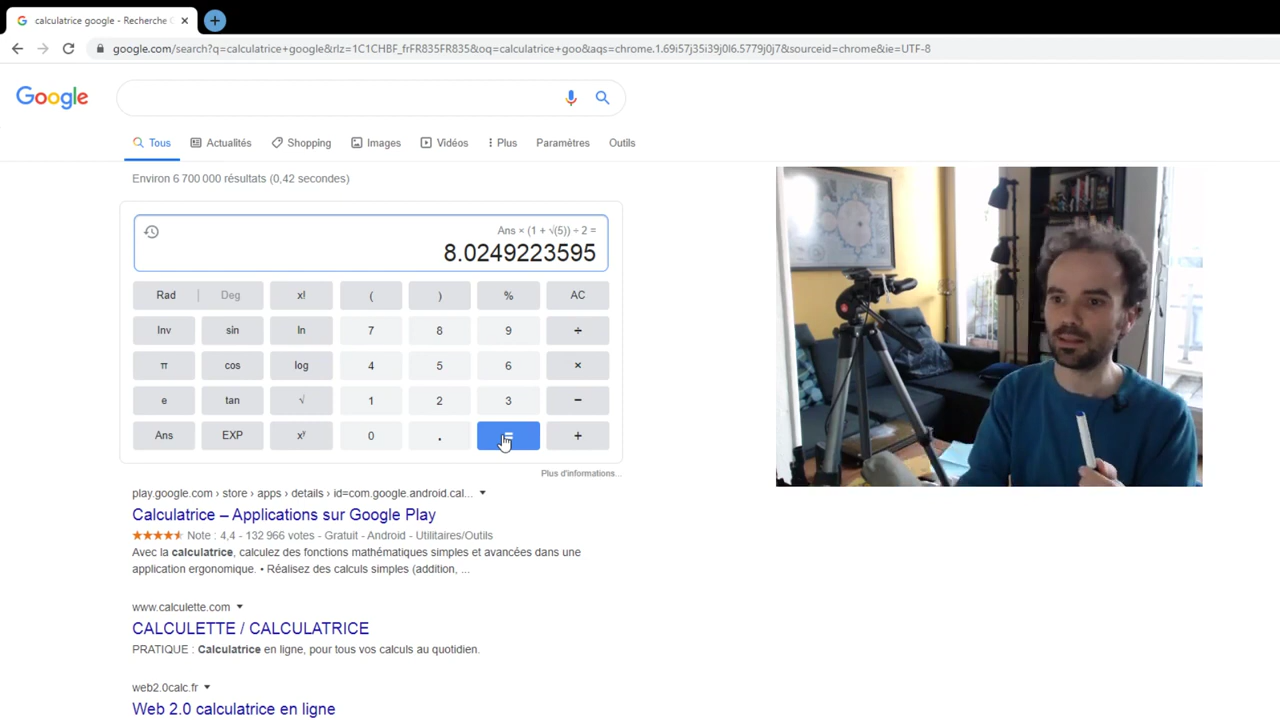 calculatrice google - Recherche
google.com/search?q=calculatrice+google&rlz=1C1CHBF_frFR835FR835&oq=calculatrice+goo&aqs=chrome.1.69i57j35i39j0l6.5779j0j7&sourceid=chrome&ie=UTF-8
Google
Tous Actualités Shopping Images Vidéos Plus Paramètres Outils
Environ 6 700 000 résultats (0,42 secondes)
Ans × (1 + √(5)) ÷ 2 =
8.0249223595
Rad | Deg x! ( ) % AC
Inv sin ln 7 8 9 ÷
π cos log 4 5 6 ×
e tan √ 1 2 3 −
Ans EXP xʸ 0 . = +
Plus d'informations...
play.google.com › store › apps › details › id=com.google.android.cal...
Calculatrice – Applications sur Google Play
Note : 4,4 - 132 966 votes - Gratuit - Android - Utilitaires/Outils
Avec la calculatrice, calculez des fonctions mathématiques simples et avancées dans une
application ergonomique. • Réalisez des calculs simples (addition, ...
www.calculette.com
CALCULETTE / CALCULATRICE
PRATIQUE : Calculatrice en ligne, pour tous vos calculs au quotidien.
web2.0calc.fr
Web 2.0 calculatrice en ligne